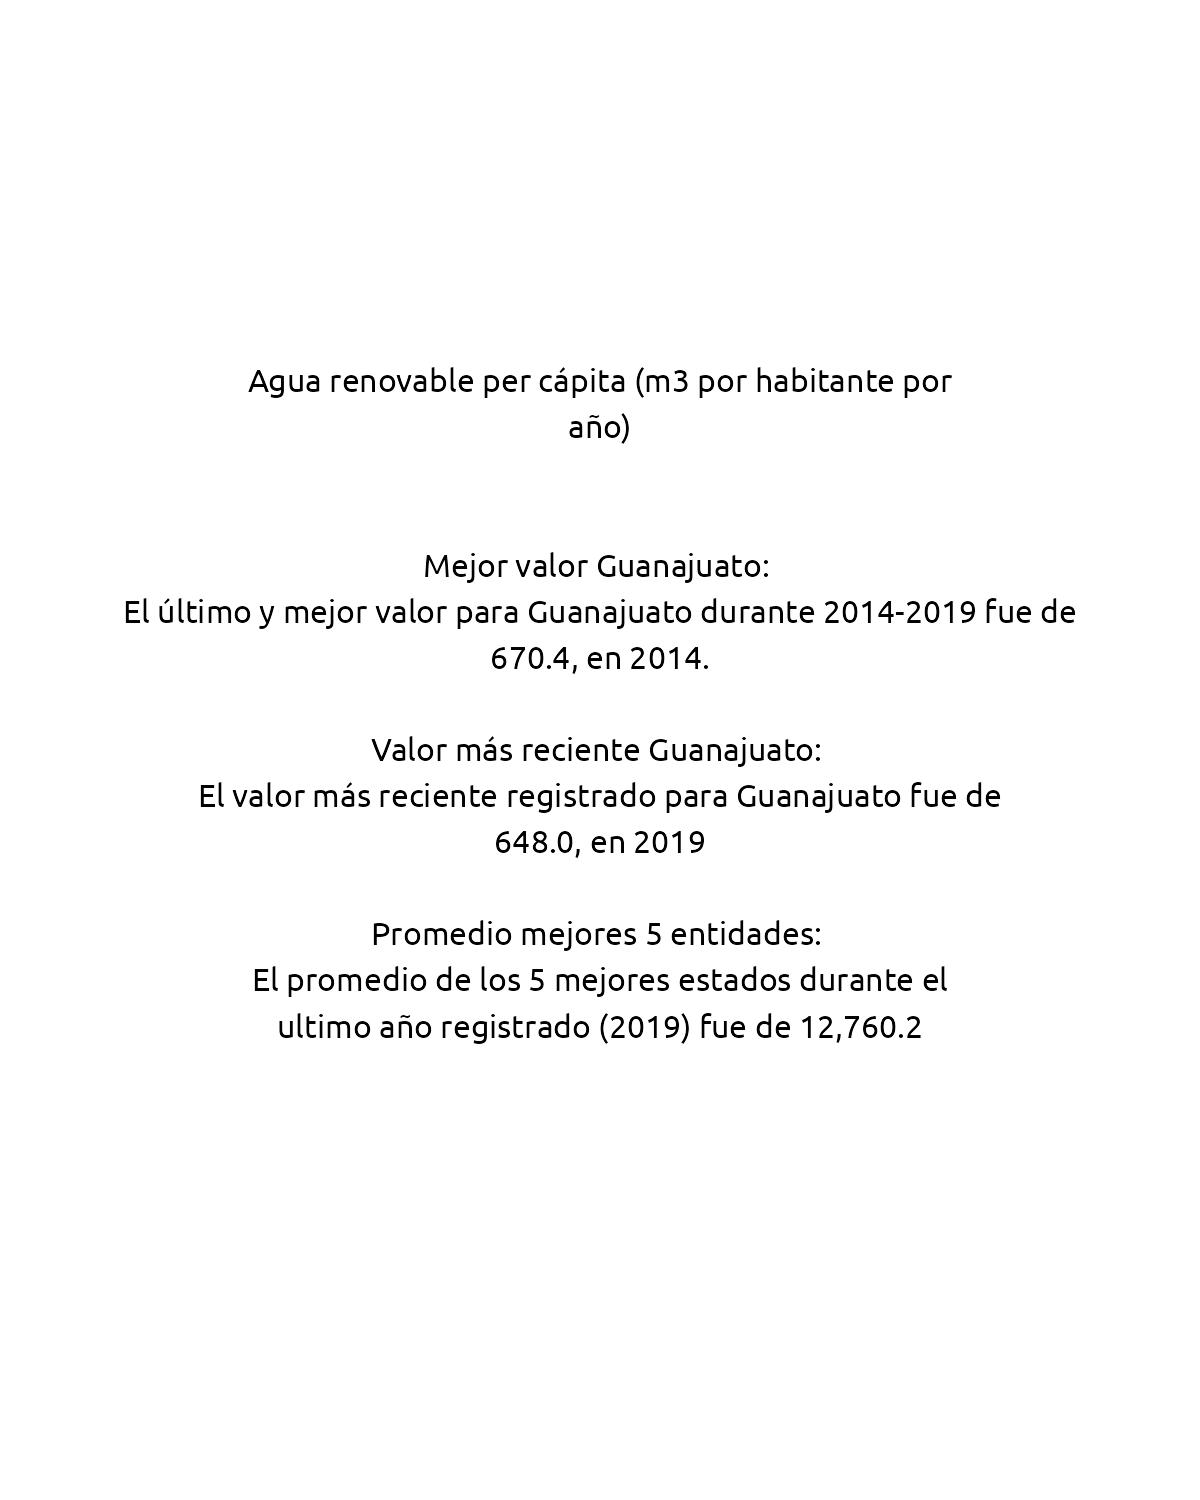 Agua renovable per cápita (m3 por habitante por
año)
Mejor valor Guanajuato:
El último y mejor valor para Guanajuato durante 2014-2019 fue de
670.4, en 2014.
Valor más reciente Guanajuato:
El valor más reciente registrado para Guanajuato fue de
648.0, en 2019
Promedio mejores 5 entidades:
El promedio de los 5 mejores estados durante el
ultimo año registrado (2019) fue de 12,760.2